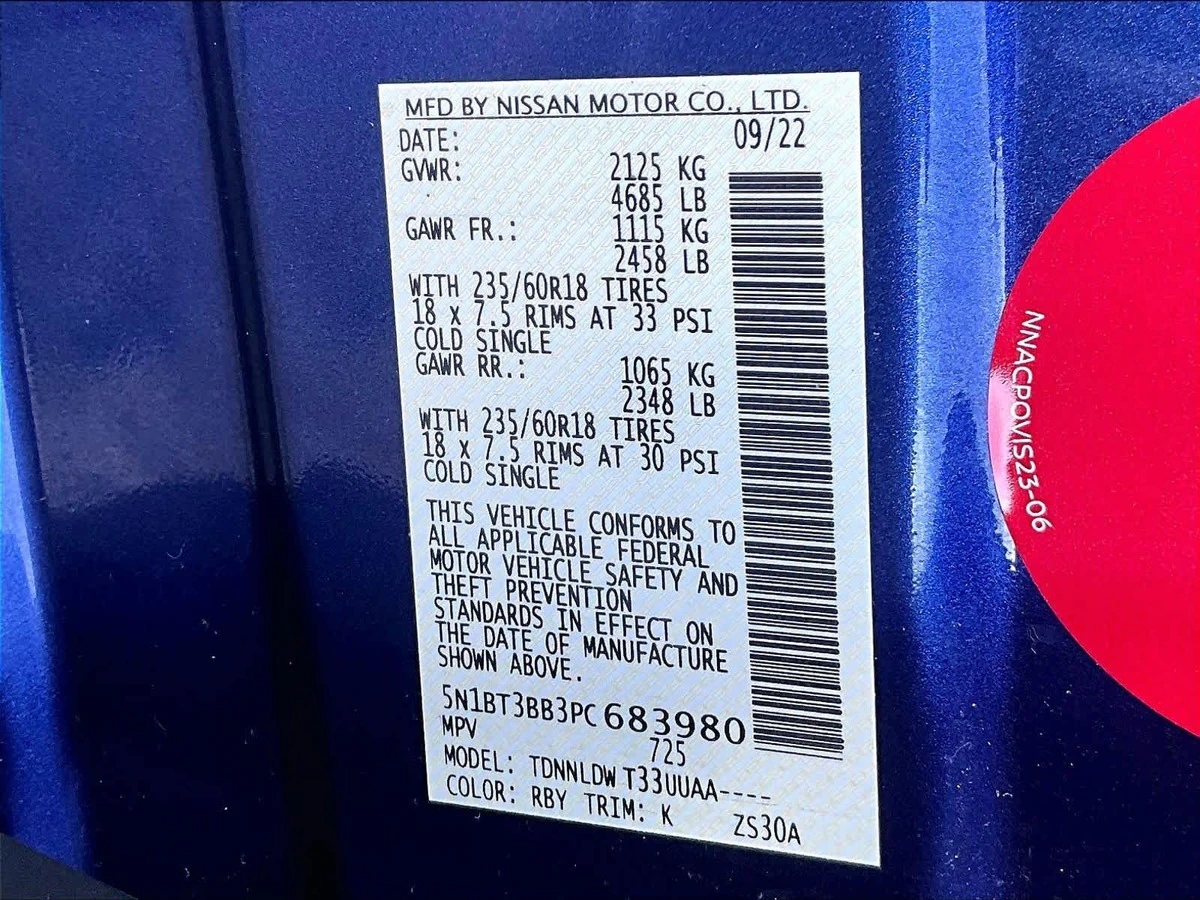 MFD BY NISSAN MOTOR CO., LTD.
DATE: 09/22
GVWR: 2125 KG
4685 LB
GAWR FR.: 1115 KG
2458 LB
WITH 235/60R18 TIRES
18 x 7.5 RIMS AT 33 PSI
COLD SINGLE
GAWR RR.: 1065 KG
2348 LB
WITH 235/60R18 TIRES
18 x 7.5 RIMS AT 30 PSI
COLD SINGLE
THIS VEHICLE CONFORMS TO
ALL APPLICABLE FEDERAL
MOTOR VEHICLE SAFETY AND
THEFT PREVENTION
STANDARDS IN EFFECT ON
THE DATE OF MANUFACTURE
SHOWN ABOVE.
5N1BT3BB3PC683980
MPV 725
MODEL: TDNNLDW T33UUAA----
COLOR: RBY TRIM: K ZS30A
NNACPOVIS23-06